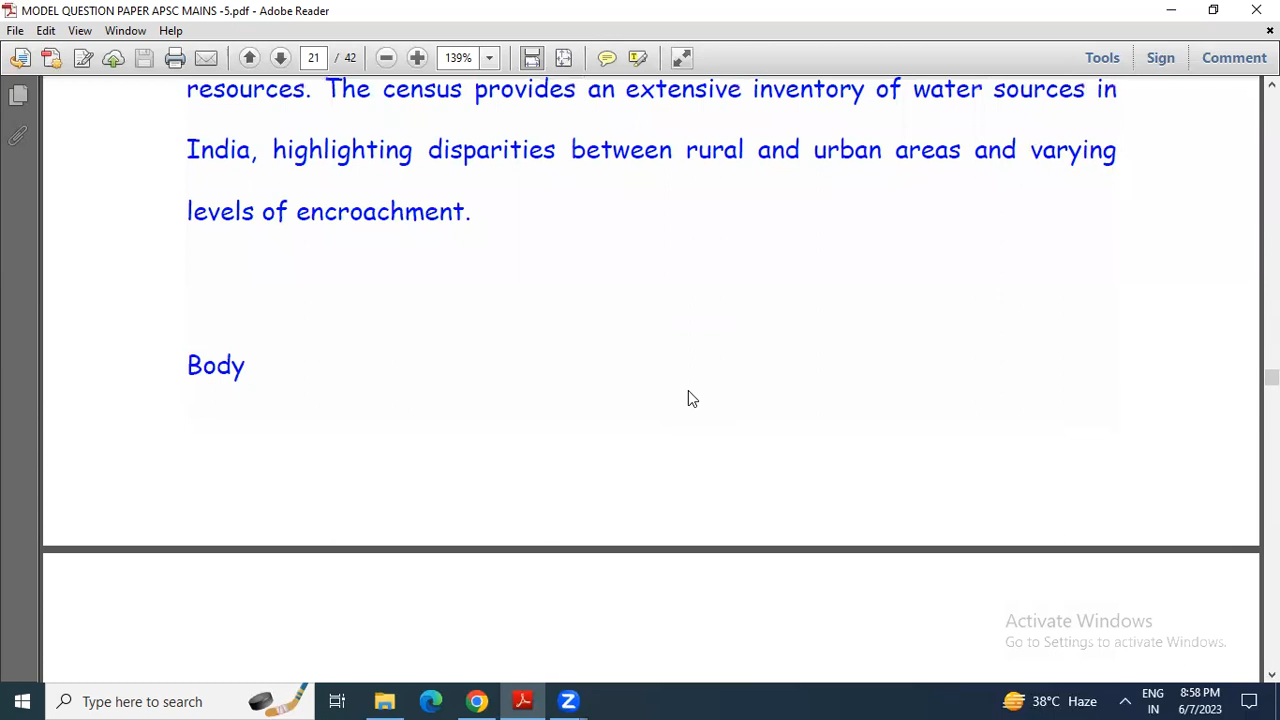 MODEL QUESTION PAPER APSC MAINS -5.pdf - Adobe Reader
File Edit View Window Help
21 / 42 139% Tools Sign Comment
resources. The census provides an extensive inventory of water sources in
India, highlighting disparities between rural and urban areas and varying
levels of encroachment.
Body
Activate Windows
Go to Settings to activate Windows.
Type here to search
38°C Haze
ENG
IN
8:58 PM
6/7/2023